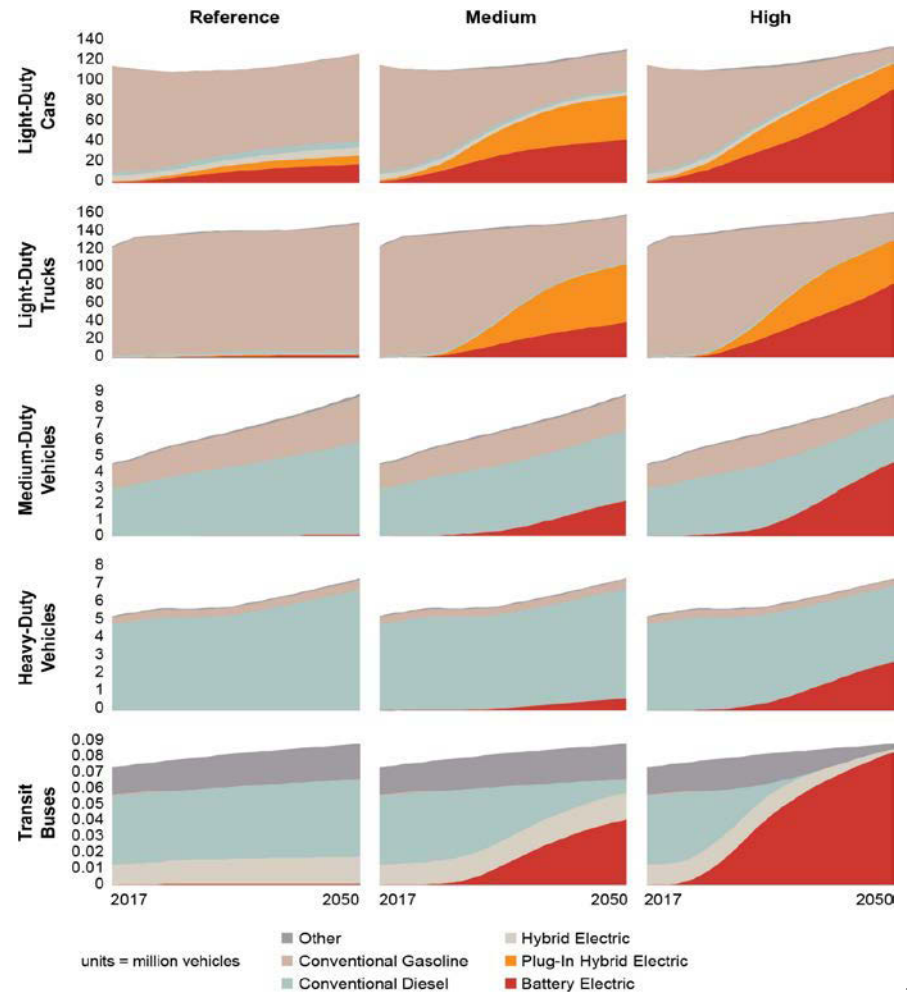 Reference Medium High
Light-Duty
Cars
140
120
100
80
60
40
20
0
Light-Duty
Trucks
160
140
120
100
80
60
40
20
0
Medium-Duty
Vehicles
9
8
7
6
5
4
3
2
1
0
Heavy-Duty
Vehicles
8
7
6
5
4
3
2
1
0
Transit
Buses
0.09
0.08
0.07
0.06
0.05
0.04
0.03
0.02
0.01
0
2017 2050 2017 2050 2017 2050
units = million vehicles
Other
Conventional Gasoline
Conventional Diesel
Hybrid Electric
Plug-In Hybrid Electric
Battery Electric